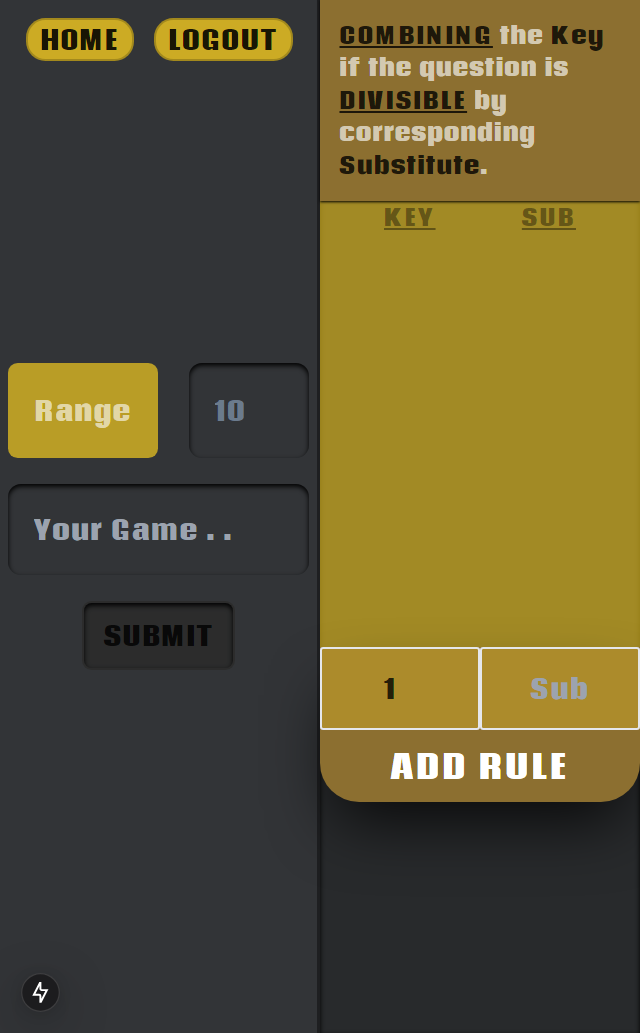 HOME LOGOUT
COMBINING the Key
if the question is
DIVISIBLE by
corresponding
Substitute.
KEY SUB
Range 10
Your Game . .
SUBMIT
1 Sub
ADD RULE